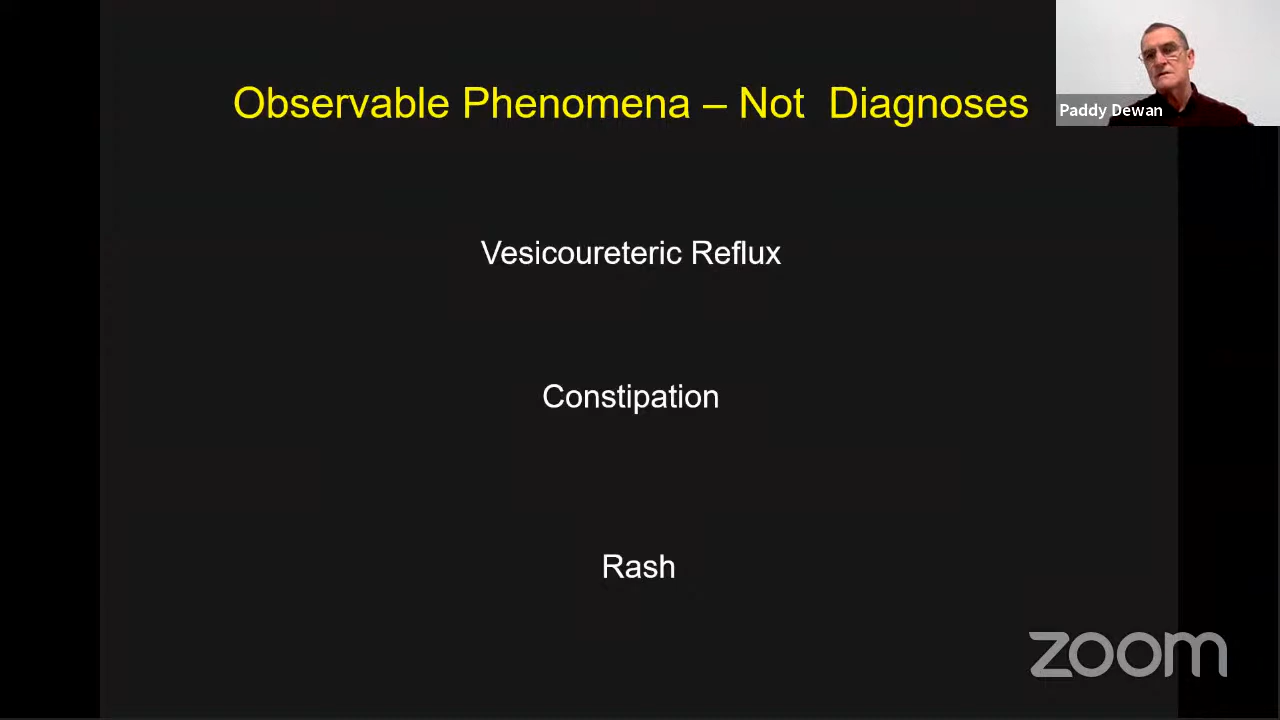 Observable Phenomena – Not  Diagnoses
Paddy Dewan
Vesicoureteric Reflux
Constipation
Rash
zoom